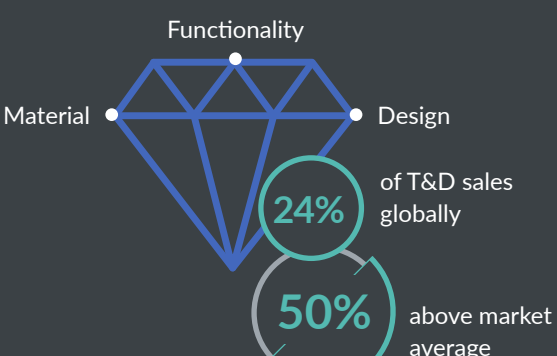 Functionality
Material
Design
24%
of T&D sales
globally
50%
above market
average